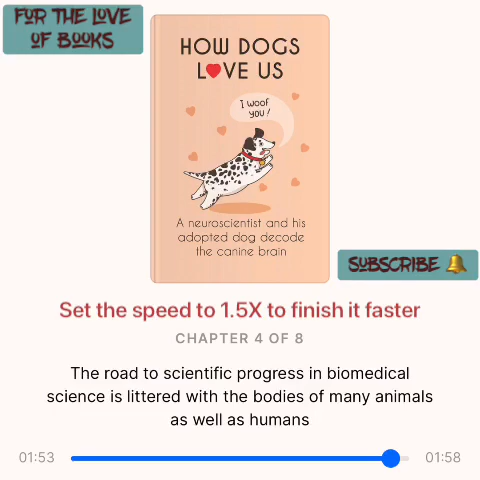 FOR THE LOVE
OF BOOKS
HOW DOGS
LOVE US
I woof
you!
A neuroscientist and his
adopted dog decode
the canine brain
SUBSCRIBE
Set the speed to 1.5X to finish it faster
CHAPTER 4 OF 8
The road to scientific progress in biomedical
science is littered with the bodies of many animals
as well as humans
01:53
01:58